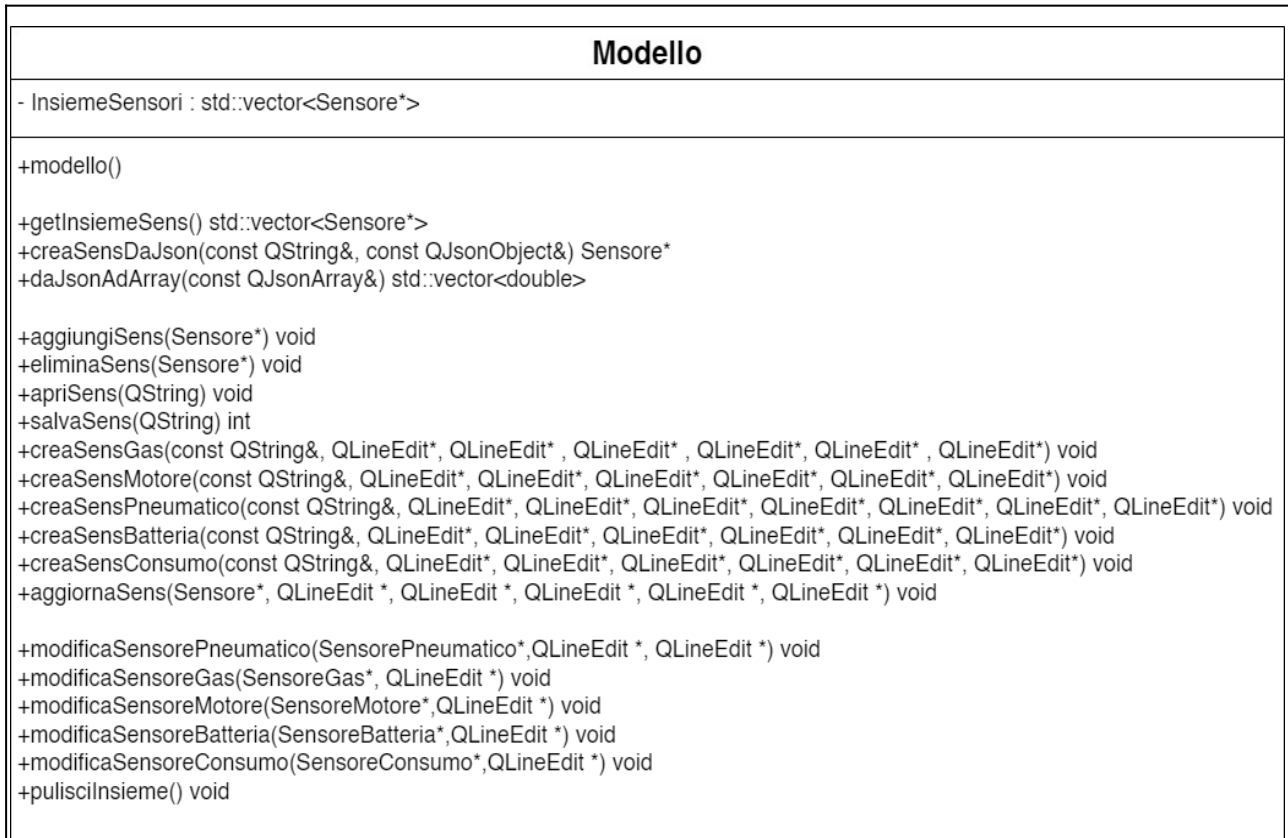 Modello
- InsiemeSensori : std::vector<Sensore*>
+modello()
+getInsiemeSens() std::vector<Sensore*>
+creaSensDaJson(const QString&, const QJsonObject&) Sensore*
+daJsonAdArray(const QJsonArray&) std::vector<double>
+aggiungiSens(Sensore*) void
+eliminaSens(Sensore*) void
+apriSens(QString) void
+salvaSens(QString) int
+creaSensGas(const QString&, QLineEdit*, QLineEdit* , QLineEdit* , QLineEdit*, QLineEdit* , QLineEdit*) void
+creaSensMotore(const QString&, QLineEdit*, QLineEdit*, QLineEdit*, QLineEdit*, QLineEdit*, QLineEdit*) void
+creaSensPneumatico(const QString&, QLineEdit*, QLineEdit*, QLineEdit*, QLineEdit*, QLineEdit*, QLineEdit*, QLineEdit*) void
+creaSensBatteria(const QString&, QLineEdit*, QLineEdit*, QLineEdit*, QLineEdit*, QLineEdit*, QLineEdit*) void
+creaSensConsumo(const QString&, QLineEdit*, QLineEdit*, QLineEdit*, QLineEdit*, QLineEdit*, QLineEdit*) void
+aggiornaSens(Sensore*, QLineEdit *, QLineEdit *, QLineEdit *, QLineEdit *, QLineEdit *) void
+modificaSensorePneumatico(SensorePneumatico*,QLineEdit *, QLineEdit *) void
+modificaSensoreGas(SensoreGas*, QLineEdit *) void
+modificaSensoreMotore(SensoreMotore*,QLineEdit *) void
+modificaSensoreBatteria(SensoreBatteria*,QLineEdit *) void
+modificaSensoreConsumo(SensoreConsumo*,QLineEdit *) void
+pulisciInsieme() void